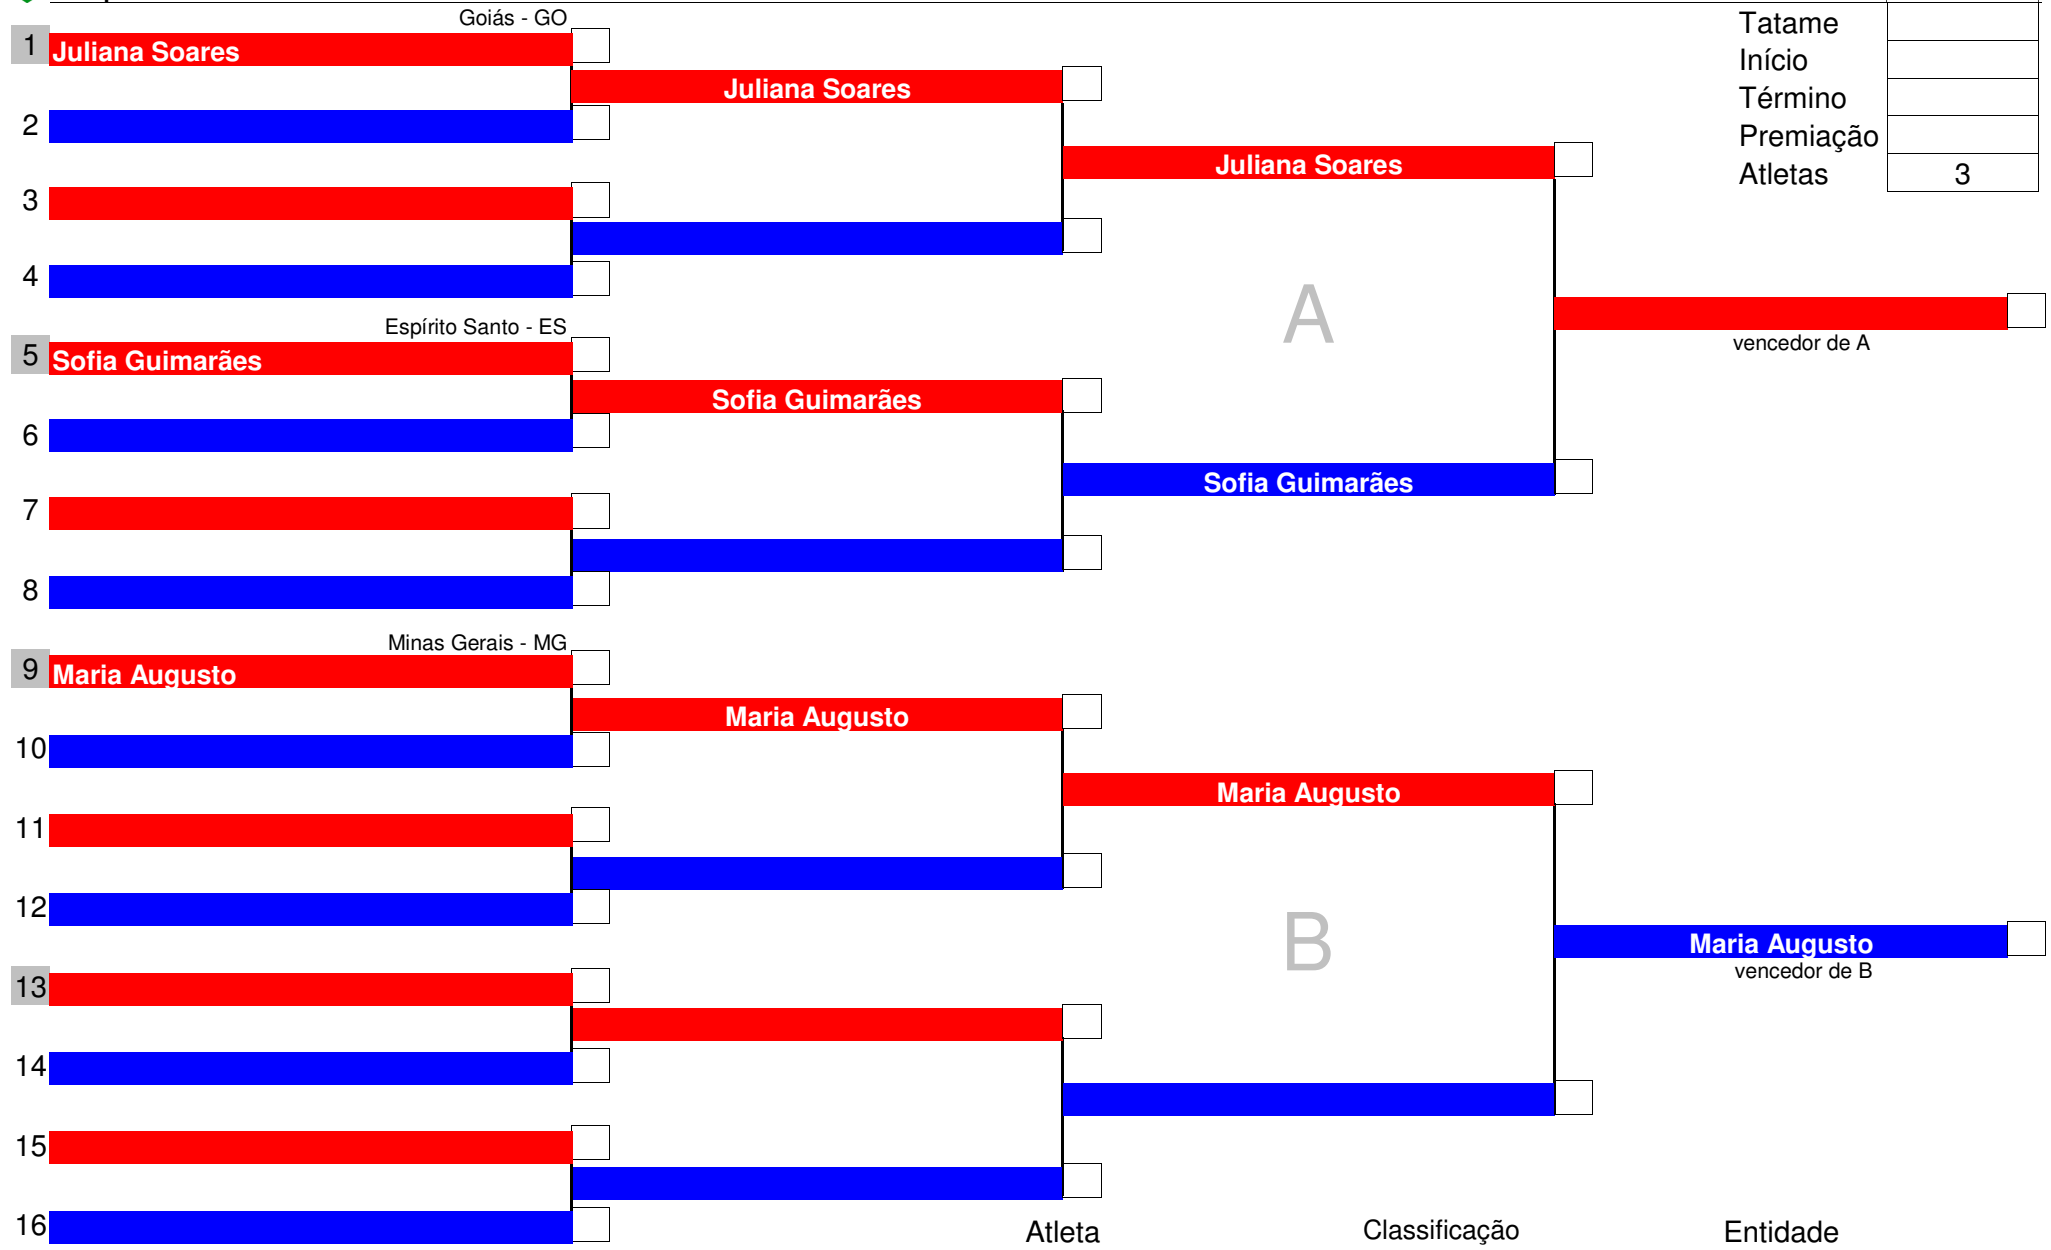 Goiás - GO
Tatame
1 Juliana Soares
Início
Juliana Soares
Término
2
Premiação
Juliana Soares
Atletas 3
3
4
A
Espírito Santo - ES
vencedor de A
5 Sofia Guimarães
Sofia Guimarães
6
Sofia Guimarães
7
8
Minas Gerais - MG
9 Maria Augusto
Maria Augusto
10
Maria Augusto
11
12
B
Maria Augusto
vencedor de B
13
14
15
16
Atleta Classificação Entidade